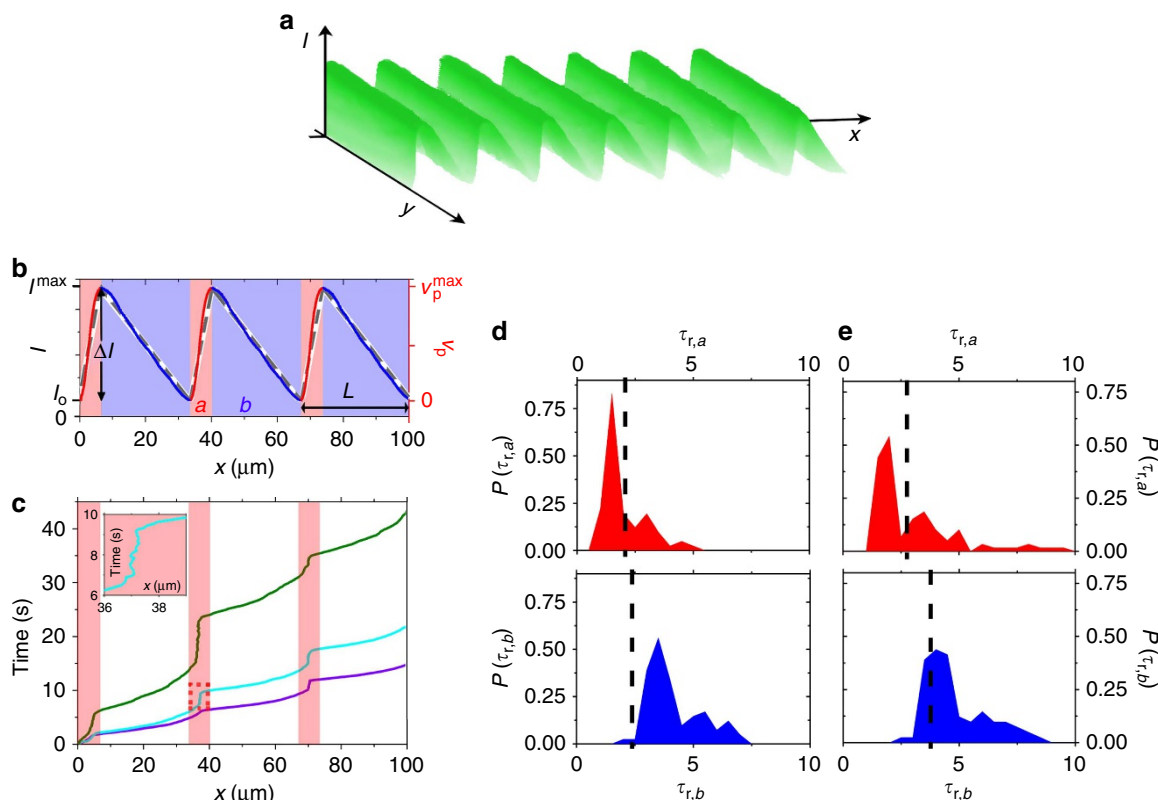 a
I
x
y
b
I^max
I
I_o
0
ΔI
a
b
L
v_p^max
v_p
0
0 20 40 60 80 100
x (μm)
c
Time (s)
40
30
20
10
0
10
8
6
Time (s)
x (μm)
36 38
0 20 40 60 80 100
x (μm)
d
τ_r,a
0 5 10
P (τ_r,a)
0.75
0.50
0.25
0.00
P (τ_r,b)
0.75
0.50
0.25
0.00
0 5 10
τ_r,b
e
τ_r,a
0 5 10
0.75
0.50
0.25
0.00
P (τ_r,a)
0.75
0.50
0.25
0.00
P (τ_r,b)
0 5 10
τ_r,b